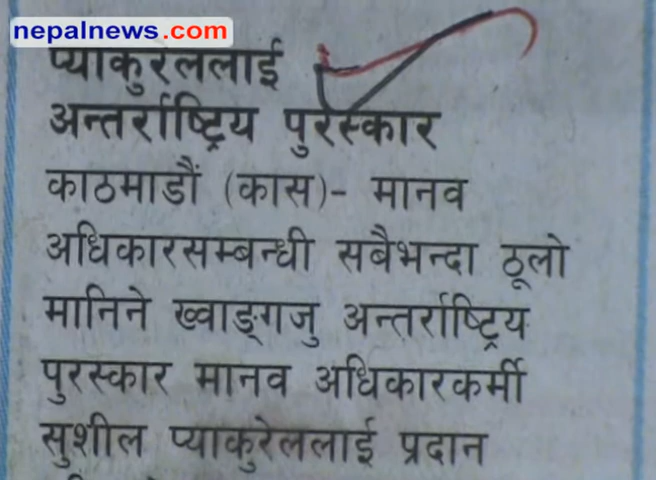 nepalnews.com
प्याकुरेललाई
अन्तर्राष्ट्रिय पुरस्कार
काठमाडौं (कास)- मानव
अधिकारसम्बन्धी सबैभन्दा ठूलो
मानिने ख्वाङ्गजु अन्तर्राष्ट्रिय
पुरस्कार मानव अधिकारकर्मी
सुशील प्याकुरेललाई प्रदान